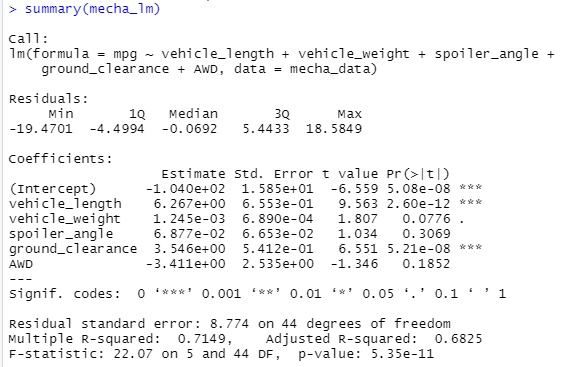 > summary(mecha_lm)
Call:
lm(formula = mpg ~ vehicle_length + vehicle_weight + spoiler_angle +
    ground_clearance + AWD, data = mecha_data)
Residuals:
     Min       1Q   Median       3Q      Max
-19.4701  -4.4994  -0.0692   5.4433  18.5849
Coefficients:
                   Estimate Std. Error t value Pr(>|t|)
(Intercept)      -1.040e+02  1.585e+01  -6.559 5.08e-08 ***
vehicle_length    6.267e+00  6.553e-01   9.563 2.60e-12 ***
vehicle_weight    1.245e-03  6.890e-04   1.807   0.0776 .
spoiler_angle     6.877e-02  6.653e-02   1.034   0.3069
ground_clearance  3.546e+00  5.412e-01   6.551 5.21e-08 ***
AWD              -3.411e+00  2.535e+00  -1.346   0.1852
---
Signif. codes:  0 ‘***’ 0.001 ‘**’ 0.01 ‘*’ 0.05 ‘.’ 0.1 ‘ ’ 1
Residual standard error: 8.774 on 44 degrees of freedom
Multiple R-squared:  0.7149,    Adjusted R-squared:  0.6825
F-statistic: 22.07 on 5 and 44 DF,  p-value: 5.35e-11